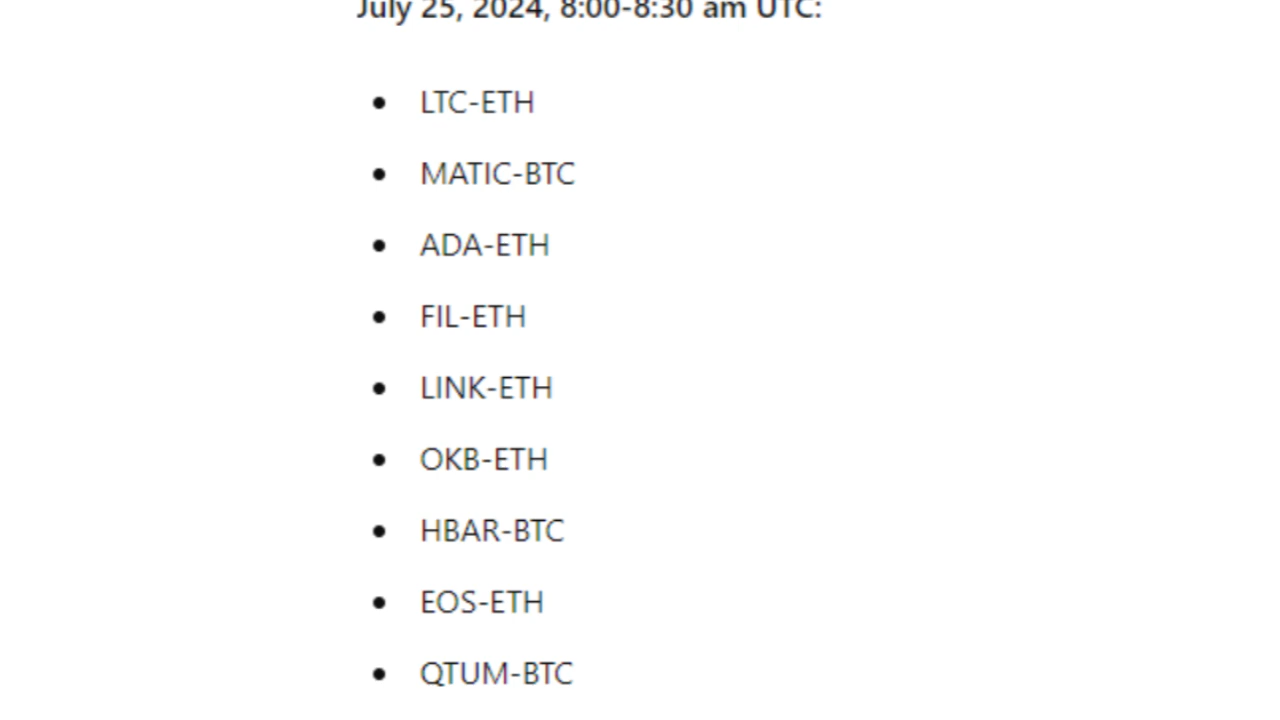 July 25, 2024, 8:00-8:30 am UTC:
• LTC-ETH
• MATIC-BTC
• ADA-ETH
• FIL-ETH
• LINK-ETH
• OKB-ETH
• HBAR-BTC
• EOS-ETH
• QTUM-BTC